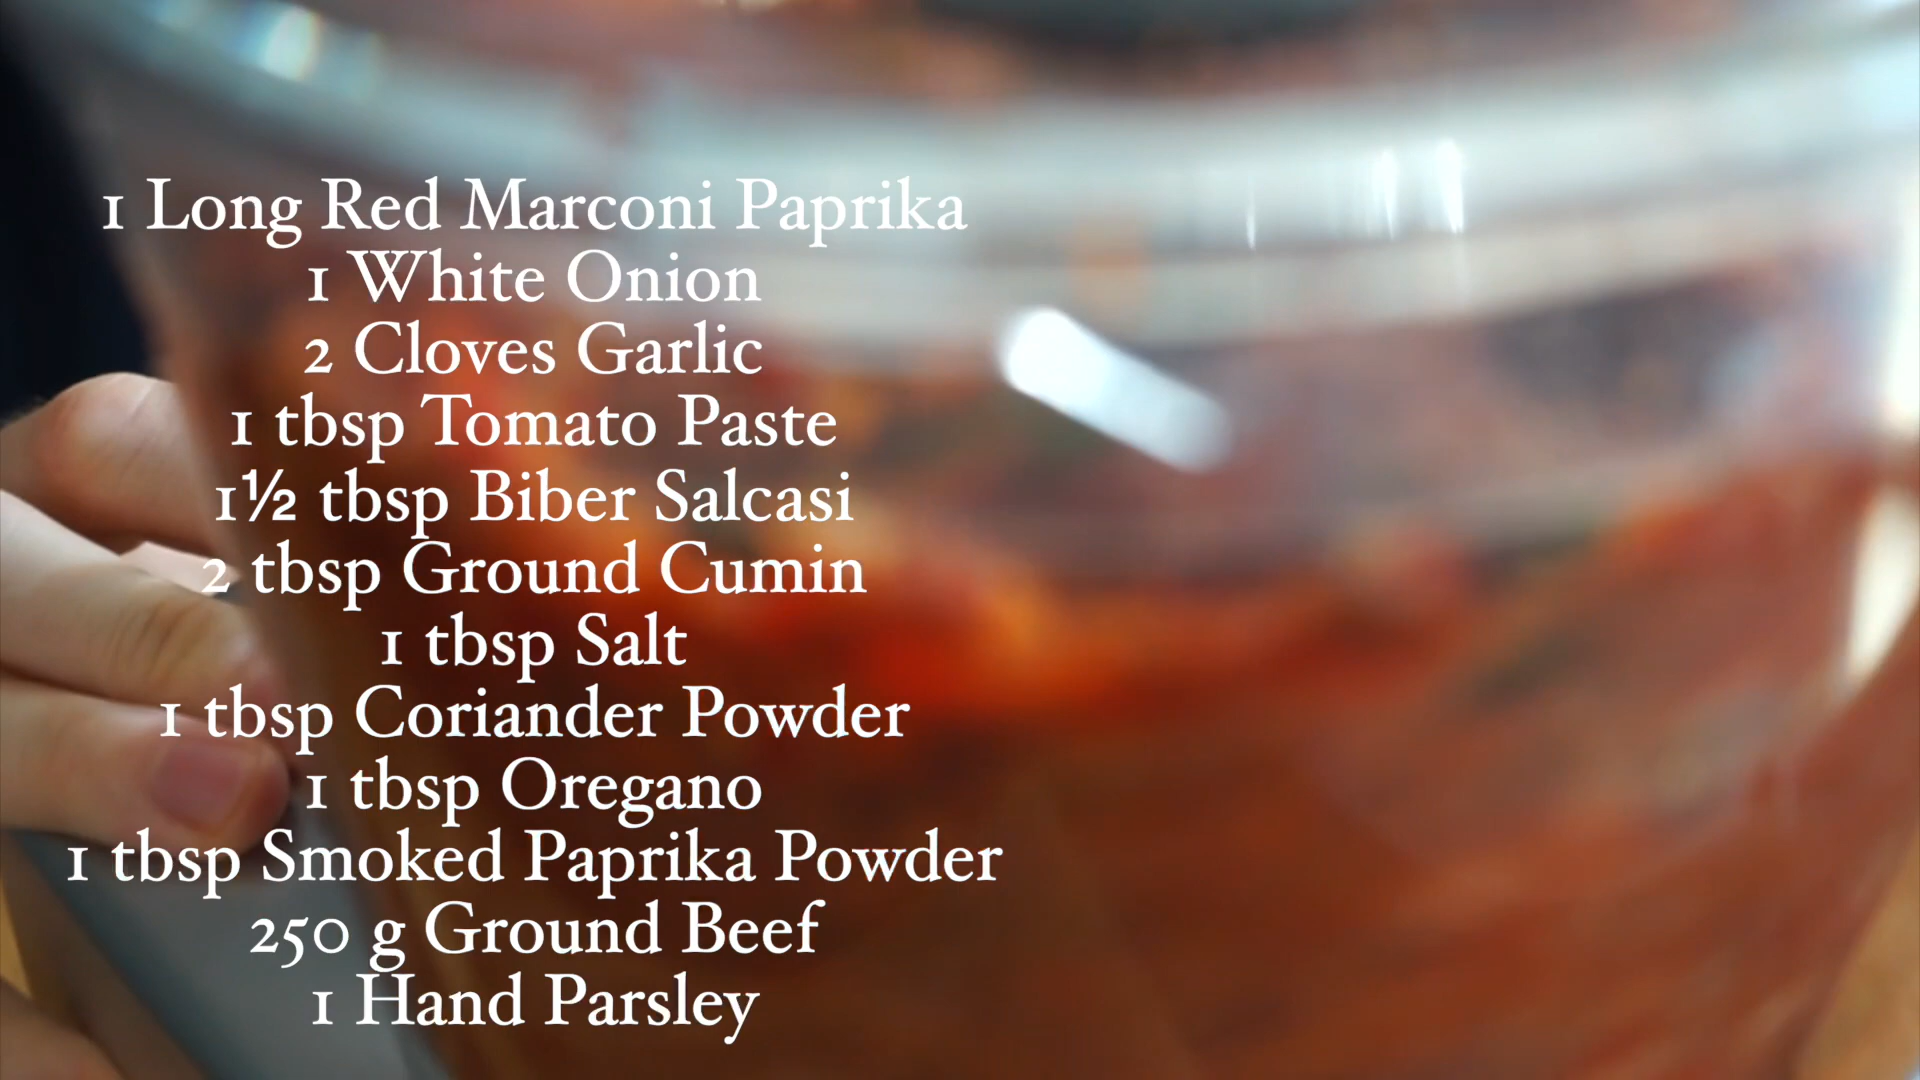 1 Long Red Marconi Paprika
1 White Onion
2 Cloves Garlic
1 tbsp Tomato Paste
1½ tbsp Biber Salcasi
2 tbsp Ground Cumin
1 tbsp Salt
1 tbsp Coriander Powder
1 tbsp Oregano
1 tbsp Smoked Paprika Powder
250 g Ground Beef
1 Hand Parsley